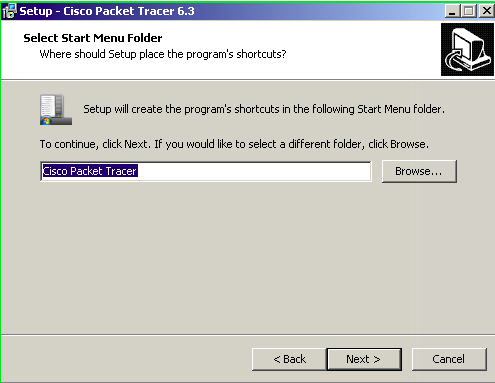 Setup - Cisco Packet Tracer 6.3
Select Start Menu Folder
Where should Setup place the program's shortcuts?
Setup will create the program's shortcuts in the following Start Menu folder.
To continue, click Next. If you would like to select a different folder, click Browse.
Cisco Packet Tracer
Browse...
< Back
Next >
Cancel